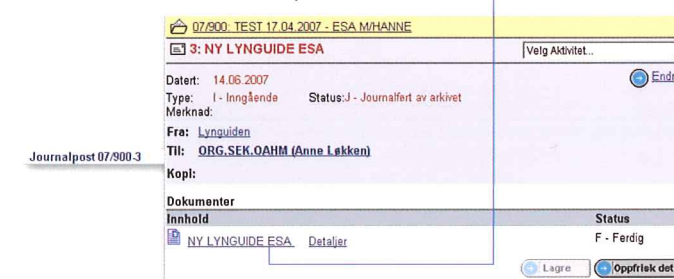 07/900: TEST 17.04.2007 - ESA M/HANNE
3: NY LYNGUIDE ESA
Velg Aktivitet...
Datert: 14.06.2007
Endr
Type: I - Inngående Status: J - Journalført av arkivet
Merknad:
Fra: Lynguiden
Til: ORG.SEK.OAHM (Anne Løkken)
Journalpost 07/900-3
Kopi:
Dokumenter
Innhold Status
NY LYNGUIDE ESA Detaljer F - Ferdig
Lagre Oppfrisk det